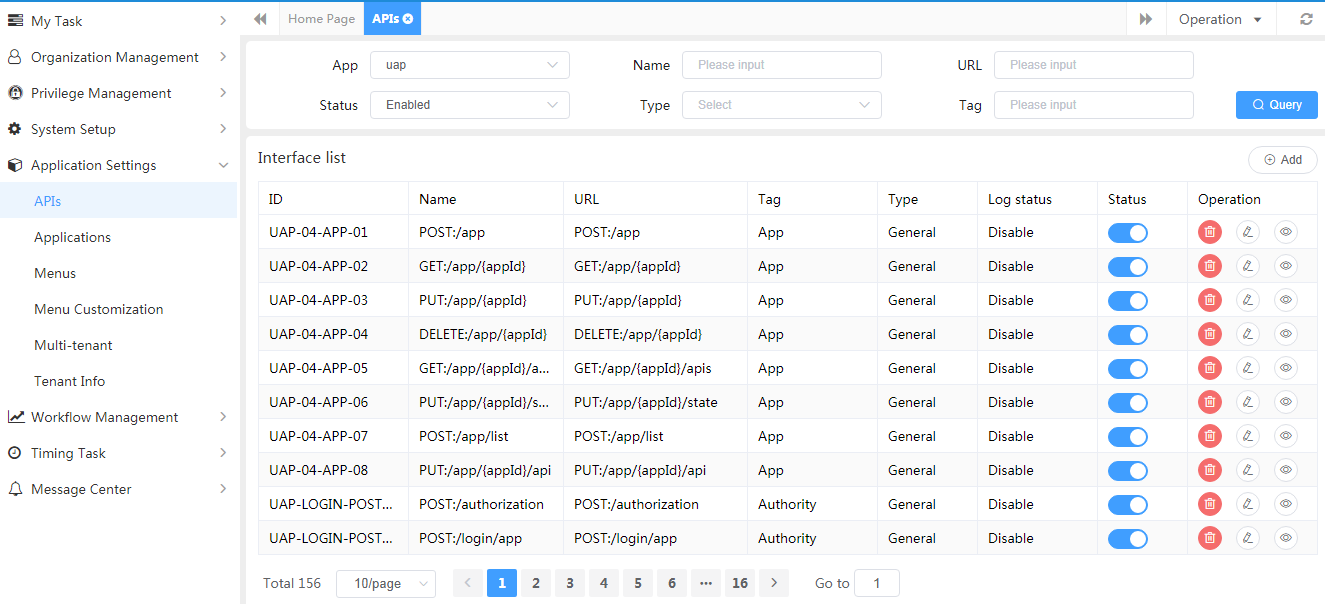 My Task
Organization Management
Privilege Management
System Setup
Application Settings
APIs
Applications
Menus
Menu Customization
Multi-tenant
Tenant Info
Workflow Management
Timing Task
Message Center
Home Page APIs Operation
App uap Name Please input URL Please input
Status Enabled Type Select Tag Please input Query
Interface list Add
ID Name URL Tag Type Log status Status Operation
UAP-04-APP-01 POST:/app POST:/app App General Disable
UAP-04-APP-02 GET:/app/{appId} GET:/app/{appId} App General Disable
UAP-04-APP-03 PUT:/app/{appId} PUT:/app/{appId} App General Disable
UAP-04-APP-04 DELETE:/app/{appId} DELETE:/app/{appId} App General Disable
UAP-04-APP-05 GET:/app/{appId}/a... GET:/app/{appId}/apis App General Disable
UAP-04-APP-06 PUT:/app/{appId}/s... PUT:/app/{appId}/state App General Disable
UAP-04-APP-07 POST:/app/list POST:/app/list App General Disable
UAP-04-APP-08 PUT:/app/{appId}/api PUT:/app/{appId}/api App General Disable
UAP-LOGIN-POST... POST:/authorization POST:/authorization Authority General Disable
UAP-LOGIN-POST... POST:/login/app POST:/login/app Authority General Disable
Total 156 10/page 1 2 3 4 5 6 ••• 16 Go to 1